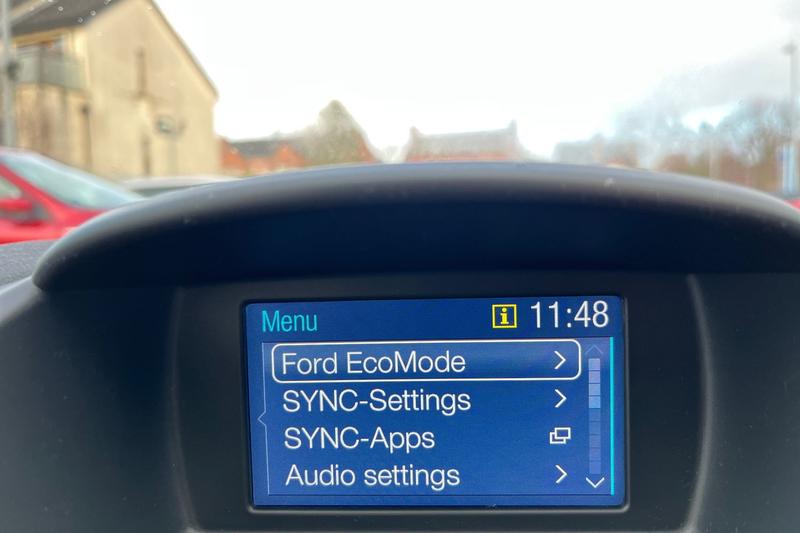 Menu i 11:48
Ford EcoMode
SYNC-Settings
SYNC-Apps
Audio settings